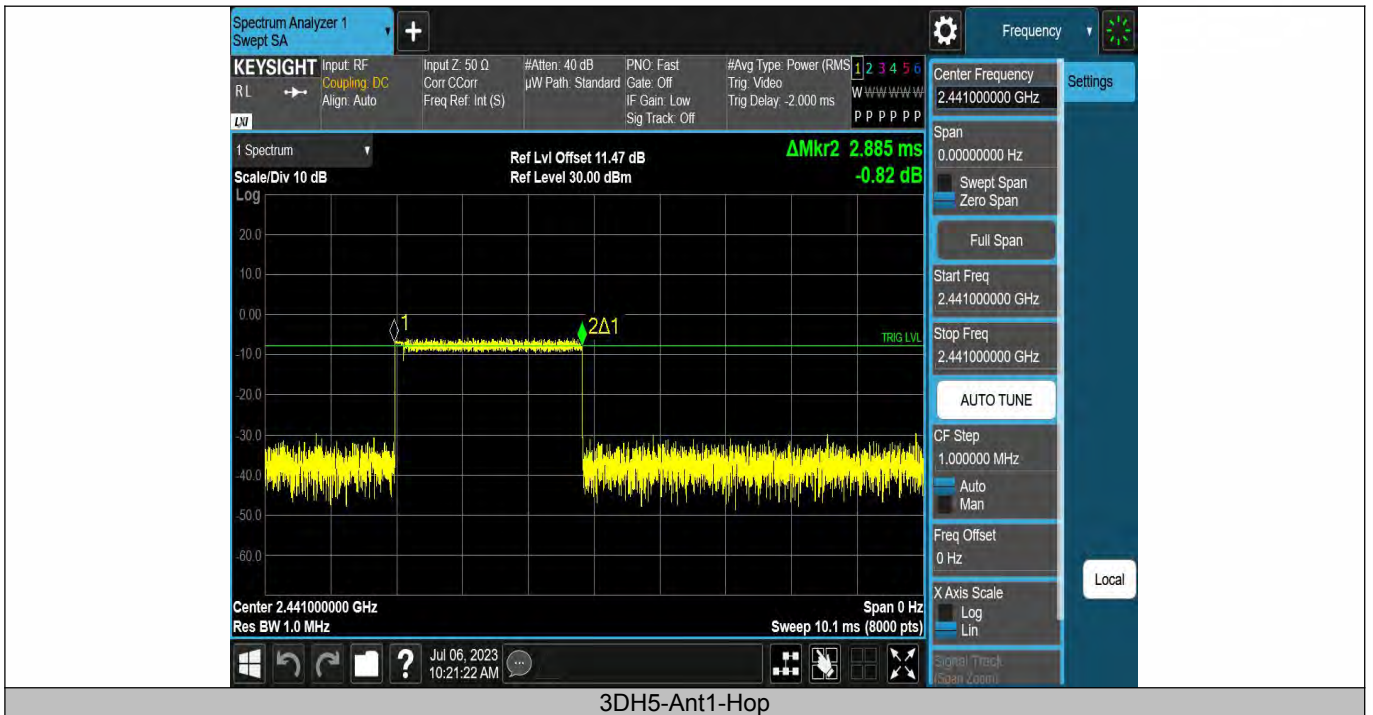 Spectrum Analyzer 1
Swept SA
Frequency
KEYSIGHT
RL
LXI
Input: RF
Coupling: DC
Align: Auto
Input Z: 50 Ω
Corr CCorr
Freq Ref: Int (S)
#Atten: 40 dB
µW Path: Standard
PNO: Fast
Gate: Off
IF Gain: Low
Sig Track: Off
#Avg Type: Power (RMS
Trig: Video
Trig Delay: -2.000 ms
1 2 3 4 5 6
W W W W W W
P P P P P P
1 Spectrum
Scale/Div 10 dB
Ref Lvl Offset 11.47 dB
Ref Level 30.00 dBm
ΔMkr2 2.885 ms
-0.82 dB
Log
20.0
10.0
0.00
-10.0
-20.0
-30.0
-40.0
-50.0
-60.0
1
2Δ1
TRIG LVL
Center 2.441000000 GHz
Res BW 1.0 MHz
Span 0 Hz
Sweep 10.1 ms (8000 pts)
Center Frequency
2.441000000 GHz
Settings
Span
0.00000000 Hz
Swept Span
Zero Span
Full Span
Start Freq
2.441000000 GHz
Stop Freq
2.441000000 GHz
AUTO TUNE
CF Step
1.000000 MHz
Auto
Man
Freq Offset
0 Hz
X Axis Scale
Log
Lin
Signal Track
(Span Zoom)
Local
?
Jul 06, 2023
10:21:22 AM
3DH5-Ant1-Hop